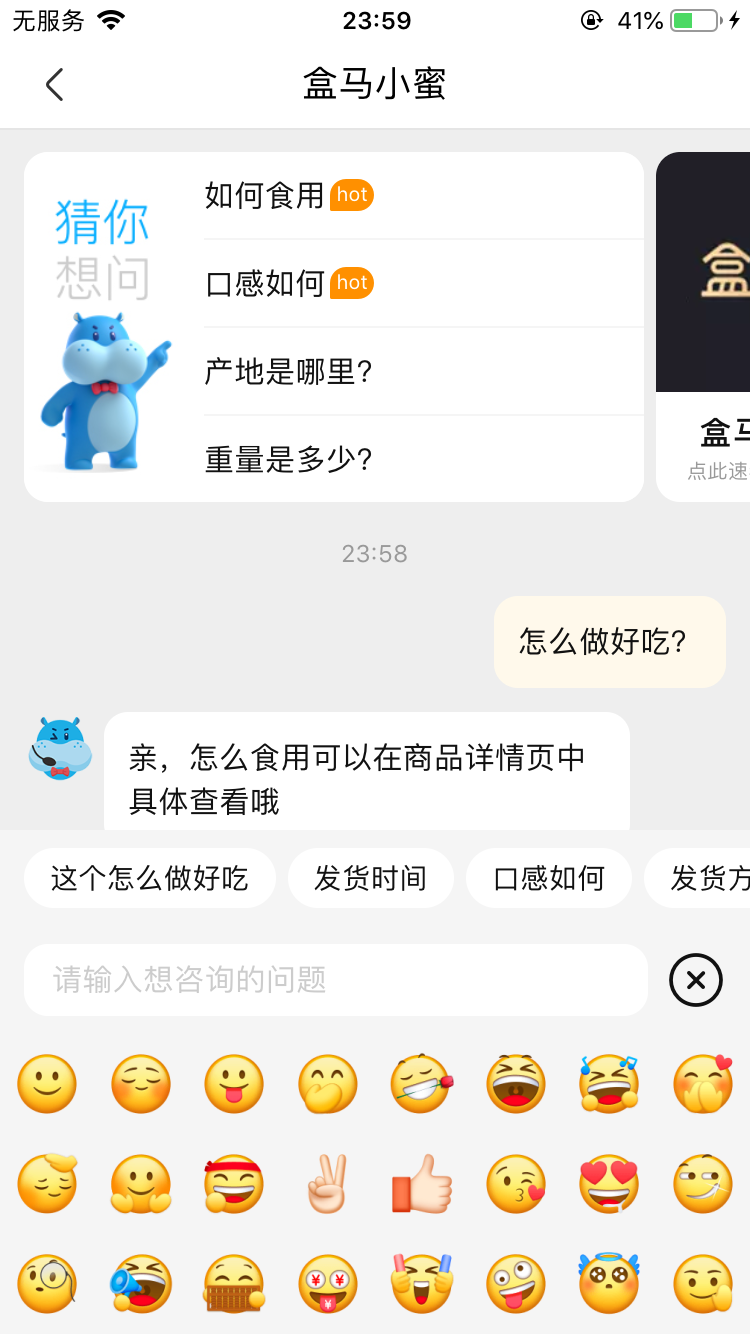 无服务
23:59
41%
盒马小蜜
猜你
想问
如何食用 hot
口感如何 hot
产地是哪里?
重量是多少?
盒
盒马
点此速
23:58
怎么做好吃?
亲，怎么食用可以在商品详情页中
具体查看哦
这个怎么做好吃
发货时间
口感如何
发货方
请输入想咨询的问题